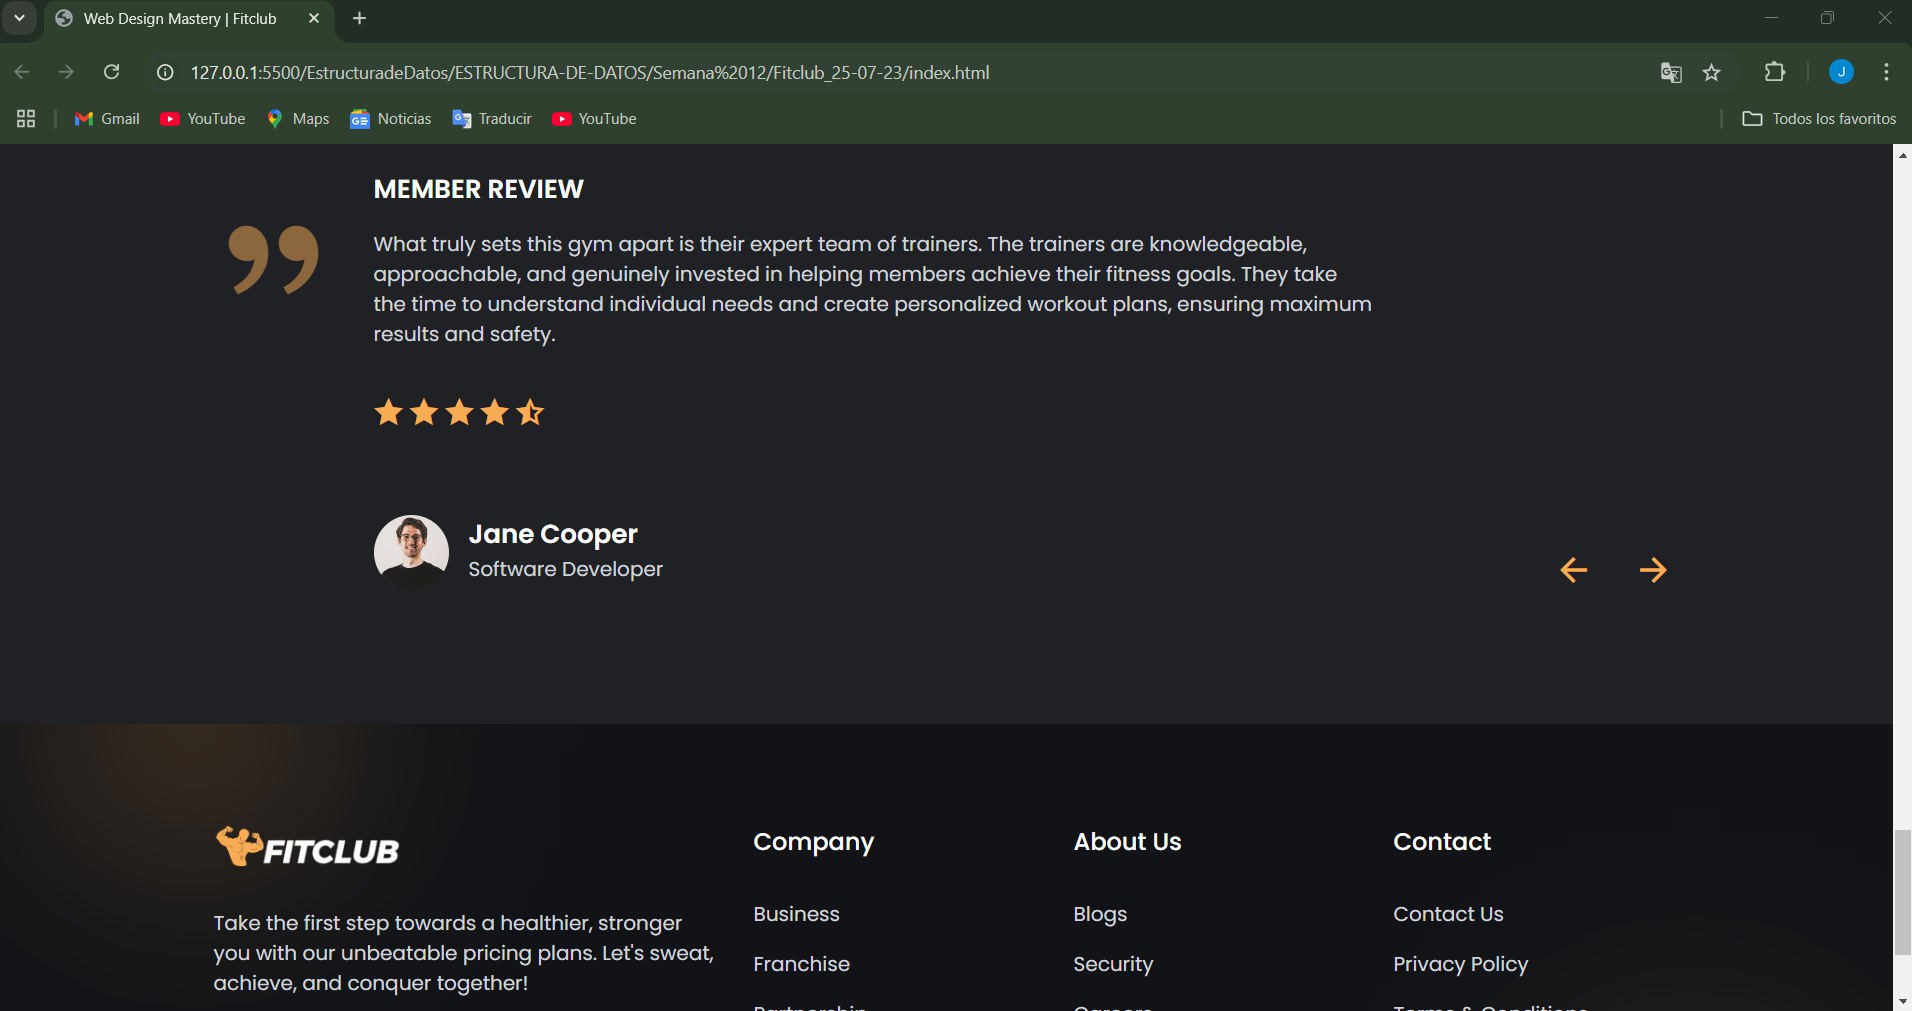 Web Design Mastery | Fitclub
127.0.0.1:5500/EstructuradeDatos/ESTRUCTURA-DE-DATOS/Semana%2012/Fitclub_25-07-23/index.html
J
Gmail YouTube Maps Noticias Traducir YouTube Todos los favoritos
MEMBER REVIEW
What truly sets this gym apart is their expert team of trainers. The trainers are knowledgeable,
approachable, and genuinely invested in helping members achieve their fitness goals. They take
the time to understand individual needs and create personalized workout plans, ensuring maximum
results and safety.
Jane Cooper
Software Developer
FITCLUB
Take the first step towards a healthier, stronger
you with our unbeatable pricing plans. Let's sweat,
achieve, and conquer together!
Company
Business
Franchise
Partnership
About Us
Blogs
Security
Careers
Contact
Contact Us
Privacy Policy
Terms & Conditions